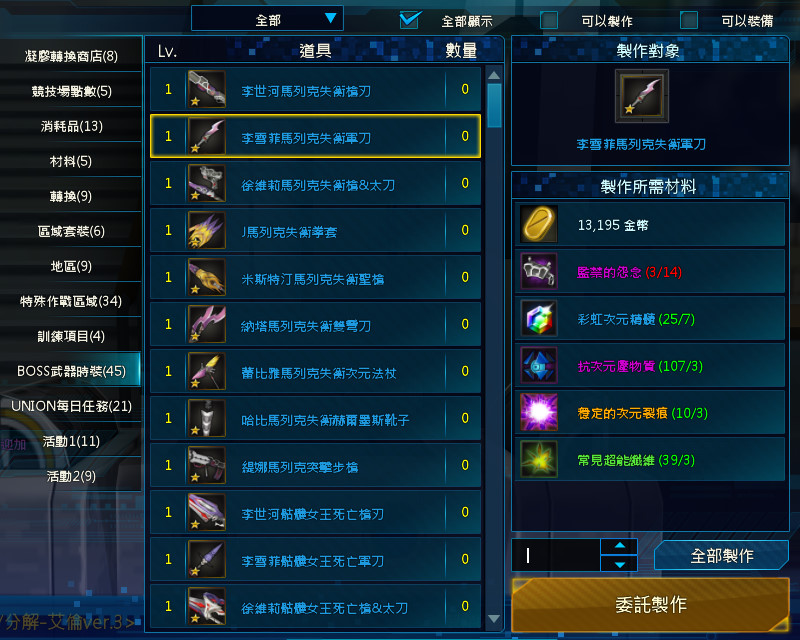 全部
全部顯示
可以製作
可以裝備
凝膠轉換商店(8)
競技場點數(5)
消耗品(13)
材料(5)
轉換(9)
區域套裝(6)
地區(9)
特殊作戰區域(34)
訓練項目(4)
BOSS武器時裝(45)
UNION每日任務(21)
活動1(11)
活動2(9)
Lv. 道具 數量
1 李世河馬列克失衡槍刃 0
1 李雪菲馬列克失衡軍刀 0
1 徐維莉馬列克失衡槍&太刀 0
1 J馬列克失衡拳套 0
1 米斯特汀馬列克失衡聖槍 0
1 納塔馬列克失衡雙彎刀 0
1 蕾比雅馬列克失衡次元法杖 0
1 哈比馬列克失衡赫爾墨斯靴子 0
1 緹娜馬列克突擊步槍 0
1 李世河骷髏女王死亡槍刃 0
1 李雪菲骷髏女王死亡軍刀 0
1 徐維莉骷髏女王死亡槍&太刀 0
製作對象
李雪菲馬列克失衡軍刀
製作所需材料
13,195 金幣
監禁的怨念 (3/14)
彩虹次元精髓 (25/7)
抗次元塵物質 (107/3)
穩定的次元裂痕 (10/3)
常見超能纖維 (39/3)
全部製作
委託製作
/分解-艾倫ver.3>